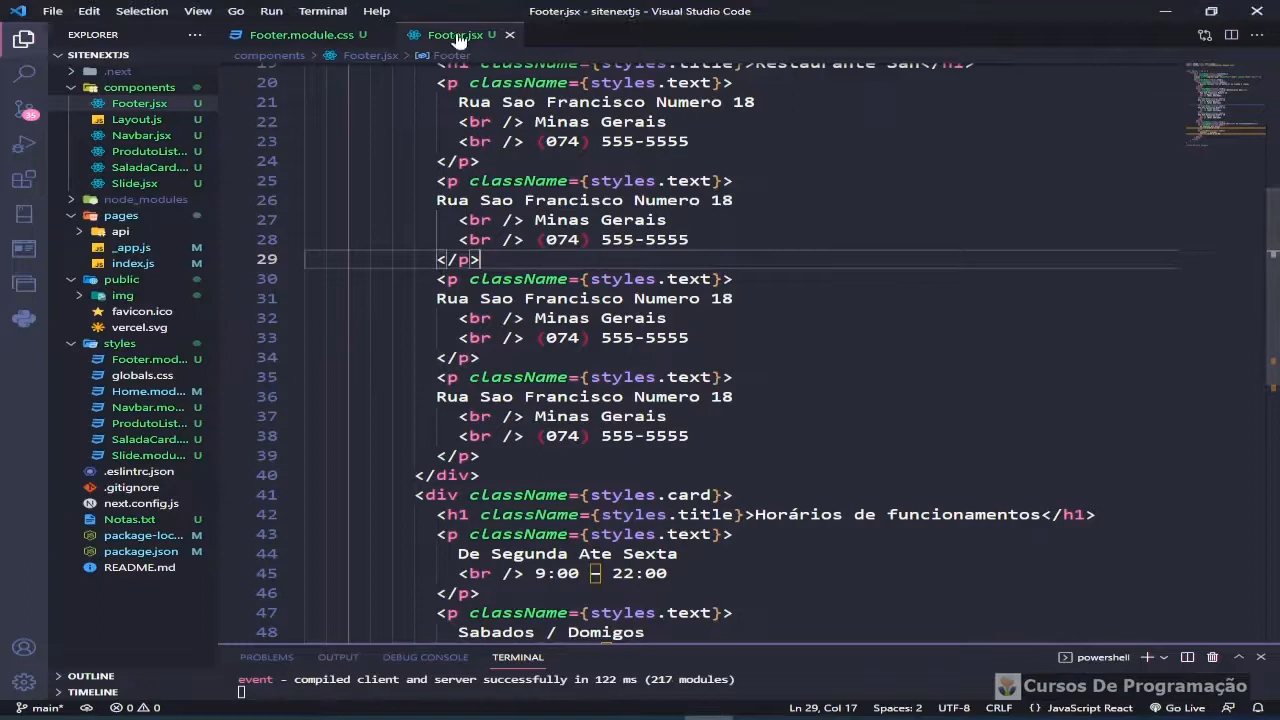 File Edit Selection View Go Run Terminal Help
Footer.jsx - sitenextjs - Visual Studio Code
EXPLORER
Footer.module.css U
Footer.jsx U
SITENEXTJS
components > Footer.jsx > Footer
.next
components
Footer.jsx U
Layout.js U
Navbar.jsx U
ProdutoList... U
SaladaCard... U
Slide.jsx U
node_modules
pages
api
_app.js M
index.js M
public
img
favicon.ico
vercel.svg
styles
Footer.mod... U
globals.css
Home.mod... M
Navbar.mo... U
ProdutoList... U
SaladaCard.... U
Slide.modu... U
.eslintrc.json
.gitignore
next.config.js
Notas.txt U
package-loc... M
package.json M
README.md
OUTLINE
TIMELINE
35
<h1 className={styles.title}>Restaurante San</h1>
20 <p className={styles.text}>
21 Rua Sao Francisco Numero 18
22 <br /> Minas Gerais
23 <br /> (074) 555-5555
24 </p>
25 <p className={styles.text}>
26 Rua Sao Francisco Numero 18
27 <br /> Minas Gerais
28 <br /> (074) 555-5555
29 </p>
30 <p className={styles.text}>
31 Rua Sao Francisco Numero 18
32 <br /> Minas Gerais
33 <br /> (074) 555-5555
34 </p>
35 <p className={styles.text}>
36 Rua Sao Francisco Numero 18
37 <br /> Minas Gerais
38 <br /> (074) 555-5555
39 </p>
40 </div>
41 <div className={styles.card}>
42 <h1 className={styles.title}>Horários de funcionamentos</h1>
43 <p className={styles.text}>
44 De Segunda Ate Sexta
45 <br /> 9:00 – 22:00
46 </p>
47 <p className={styles.text}>
48 Sabados / Domigos
PROBLEMS OUTPUT DEBUG CONSOLE TERMINAL
powershell
event - compiled client and server successfully in 122 ms (217 modules)
Cursos De Programação
main* 0 0
Ln 29, Col 17 Spaces: 2 UTF-8 CRLF {} JavaScript React Go Live